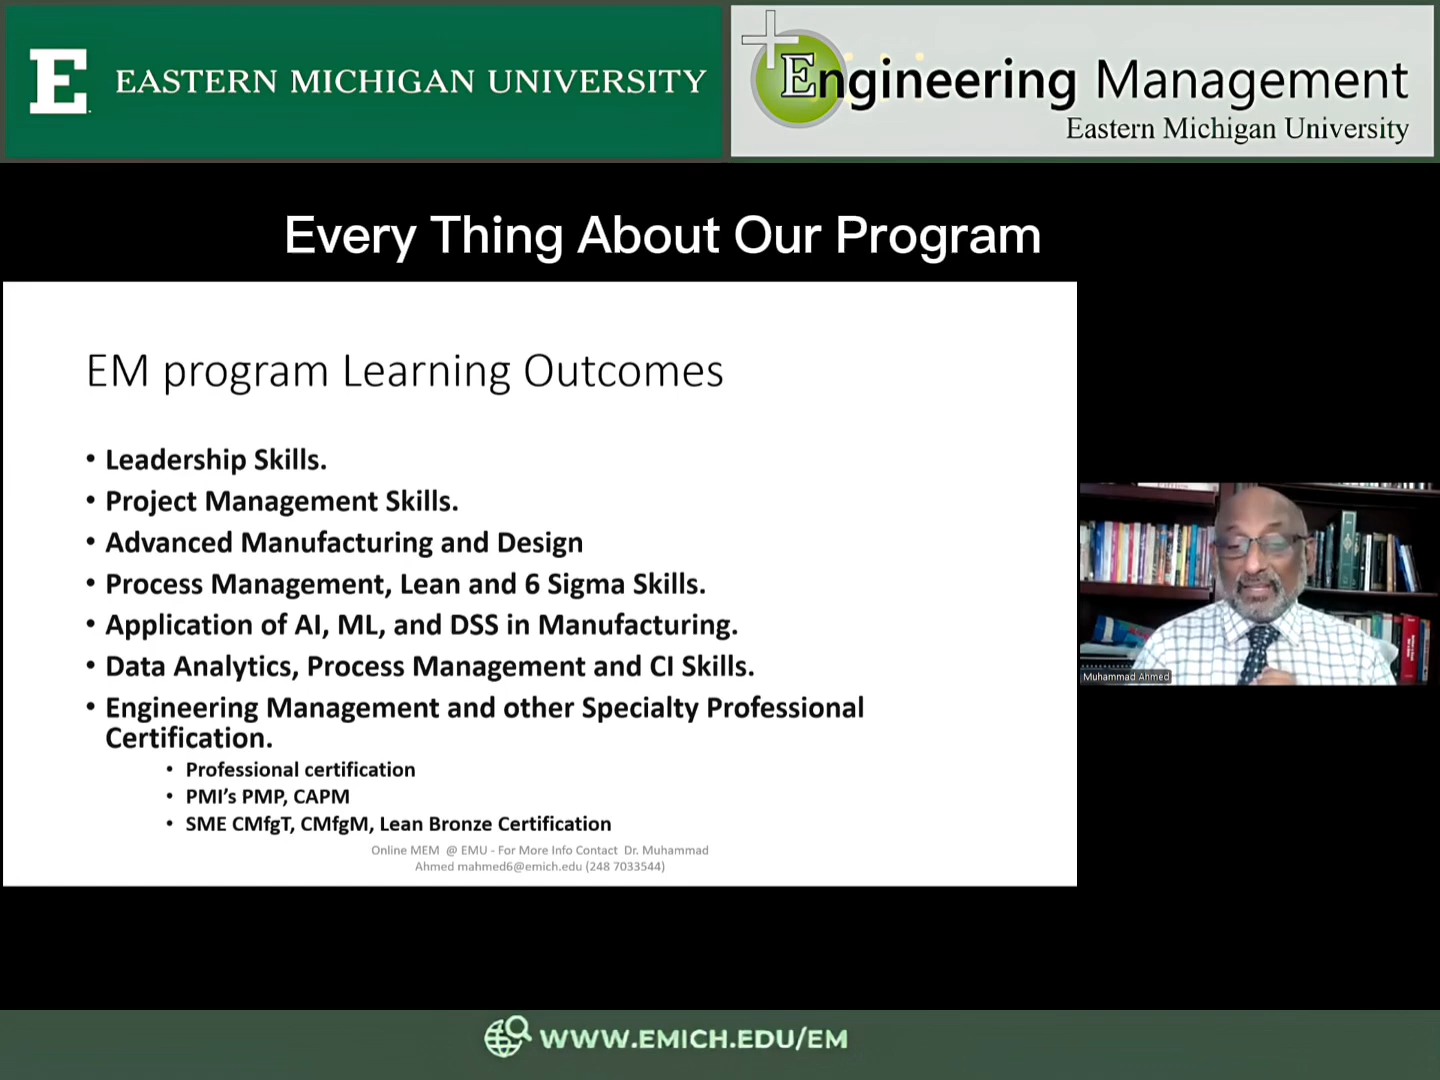 E EASTERN MICHIGAN UNIVERSITY
Engineering Management
Eastern Michigan University
Every Thing About Our Program
EM program Learning Outcomes
• Leadership Skills.
• Project Management Skills.
• Advanced Manufacturing and Design
• Process Management, Lean and 6 Sigma Skills.
• Application of AI, ML, and DSS in Manufacturing.
• Data Analytics, Process Management and CI Skills.
• Engineering Management and other Specialty Professional
Certification.
• Professional certification
• PMI’s PMP, CAPM
• SME CMfgT, CMfgM, Lean Bronze Certification
Online MEM @ EMU - For More Info Contact Dr. Muhammad
Ahmed mahmed6@emich.edu (248 7033544)
Muhammad Ahmed
WWW.EMICH.EDU/EM